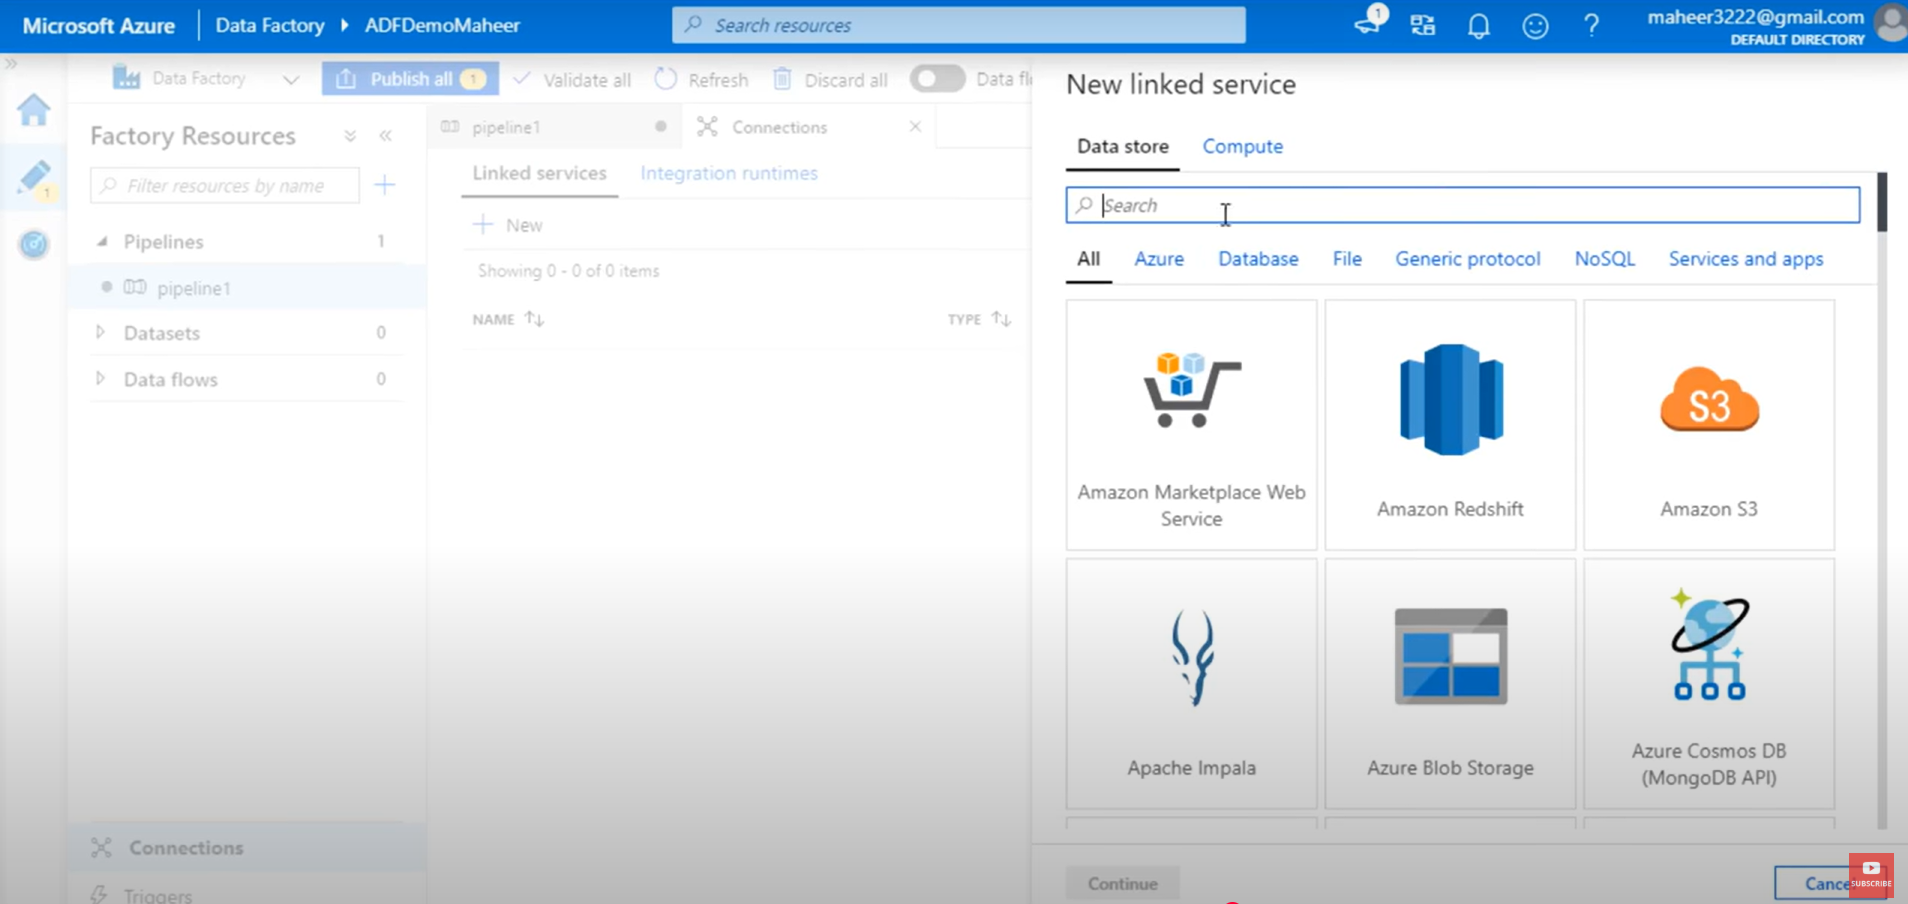 Microsoft Azure
Data Factory
ADFDemoMaheer
Search resources
1
maheer3222@gmail.com
DEFAULT DIRECTORY
Data Factory
Publish all 1
Validate all
Refresh
Discard all
Data fl
Factory Resources
Filter resources by name
1
Pipelines 1
pipeline1
Datasets 0
Data flows 0
Connections
Triggers
pipeline1
Connections
Linked services
Integration runtimes
New
Showing 0 - 0 of 0 items
NAME
TYPE
New linked service
Data store
Compute
Search
All
Azure
Database
File
Generic protocol
NoSQL
Services and apps
Amazon Marketplace Web
Service
Amazon Redshift
S3
Amazon S3
Apache Impala
Azure Blob Storage
Azure Cosmos DB
(MongoDB API)
Continue
Cance
SUBSCRIBE